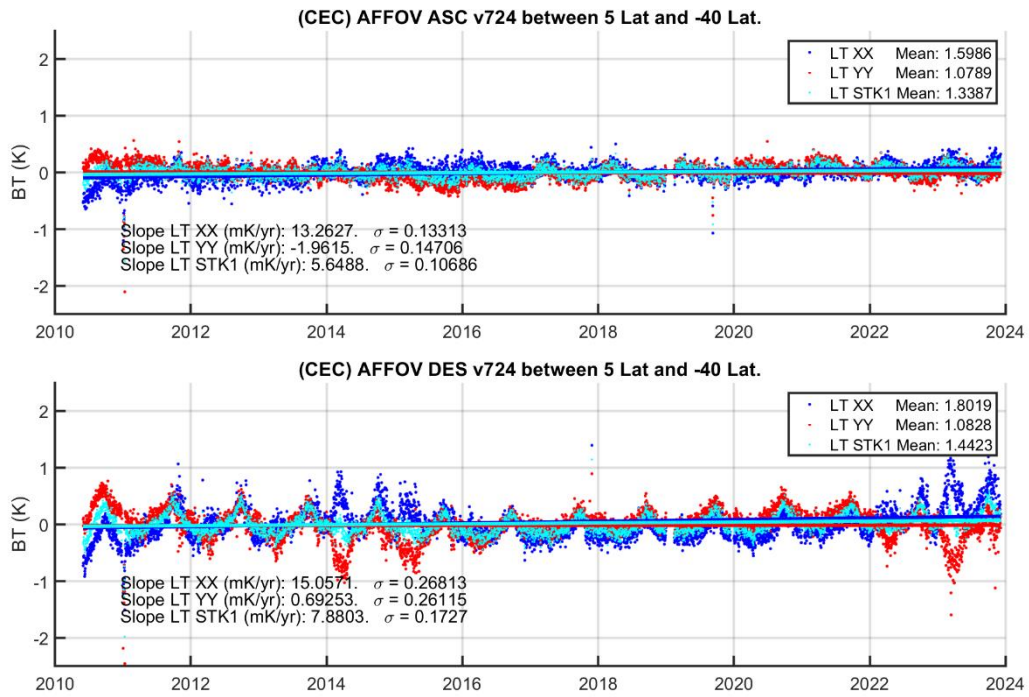 (CEC) AFFOV ASC v724 between 5 Lat and -40 Lat.
LT XX Mean: 1.5986
LT YY Mean: 1.0789
LT STK1 Mean: 1.3387
2
1
0
-1
-2
BT (K)
Slope LT XX (mK/yr): 13.2627. σ = 0.13313
Slope LT YY (mK/yr): -1.9615. σ = 0.14706
Slope LT STK1 (mK/yr): 5.6488. σ = 0.10686
2010 2012 2014 2016 2018 2020 2022 2024
(CEC) AFFOV DES v724 between 5 Lat and -40 Lat.
LT XX Mean: 1.8019
LT YY Mean: 1.0828
LT STK1 Mean: 1.4423
2
1
0
-1
-2
BT (K)
Slope LT XX (mK/yr): 15.0571. σ = 0.26813
Slope LT YY (mK/yr): 0.69253. σ = 0.26115
Slope LT STK1 (mK/yr): 7.8803. σ = 0.1727
2010 2012 2014 2016 2018 2020 2022 2024